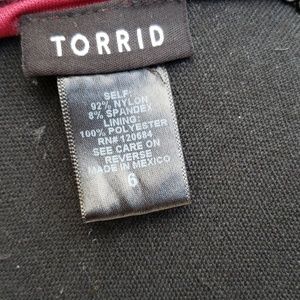 TORRID
SELF:
92% NYLON
8% SPANDEX
LINING:
100% POLYESTER
RN# 120684
SEE CARE ON
REVERSE
MADE IN MEXICO
6